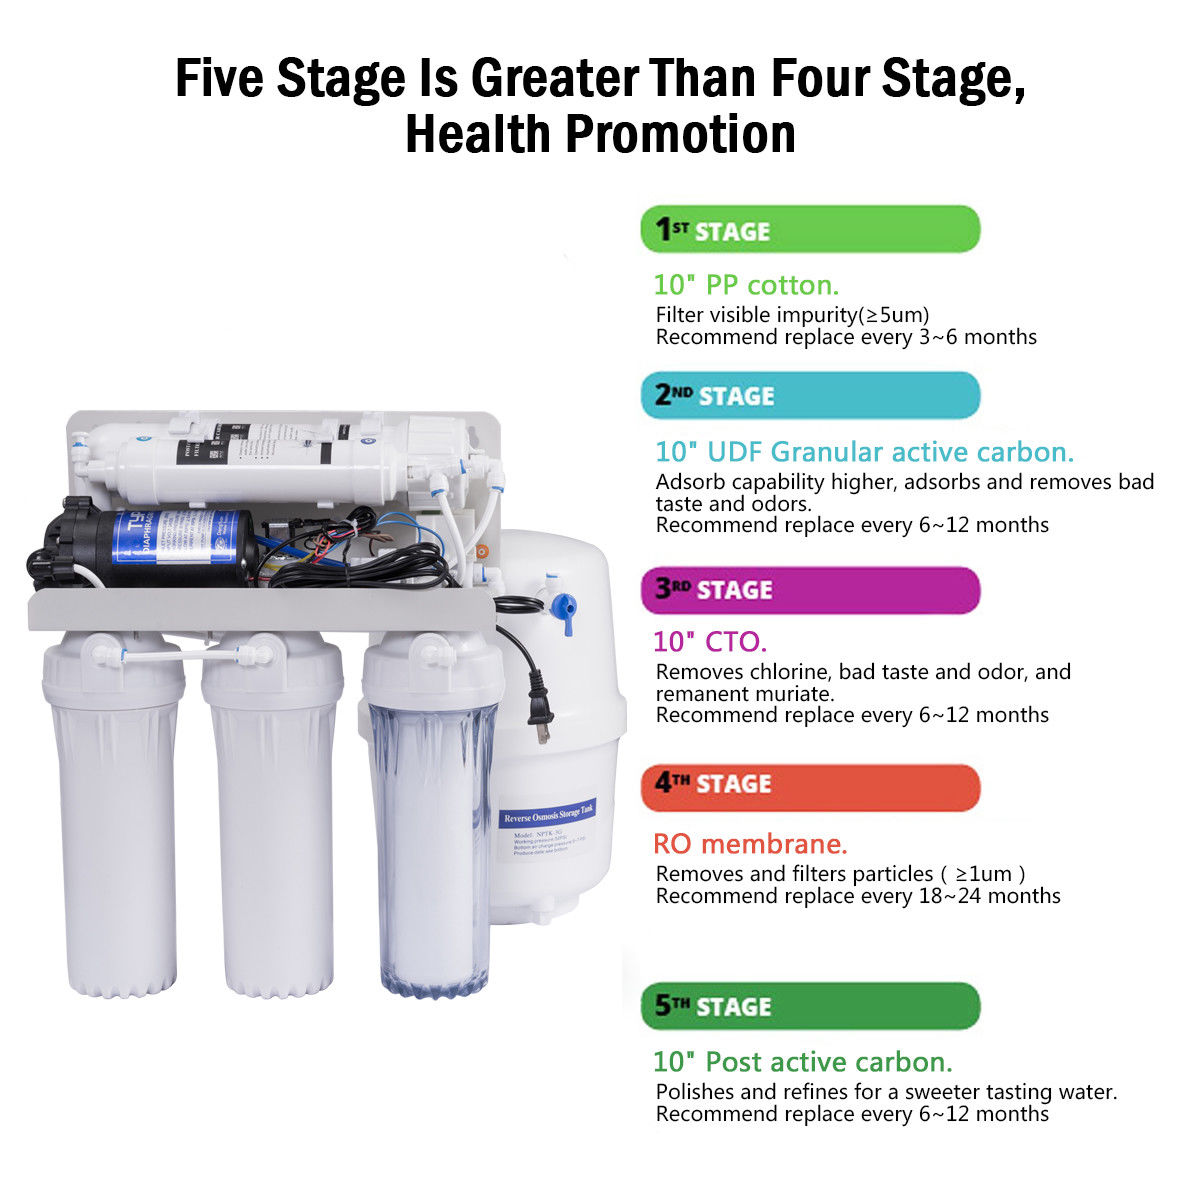 Five Stage Is Greater Than Four Stage,
Health Promotion
1ST STAGE
10" PP cotton.
Filter visible impurity(≥5um)
Recommend replace every 3~6 months
2ND STAGE
10" UDF Granular active carbon.
Adsorb capability higher, adsorbs and removes bad
taste and odors.
Recommend replace every 6~12 months
3RD STAGE
10" CTO.
Removes chlorine, bad taste and odor, and
remanent muriate.
Recommend replace every 6~12 months
4TH STAGE
RO membrane.
Removes and filters particles ( ≥1um )
Recommend replace every 18~24 months
5TH STAGE
10" Post active carbon.
Polishes and refines for a sweeter tasting water.
Recommend replace every 6~12 months
DIAPHRAG
Reverse Osmosis Storage Tank
Model: NPTK-3G